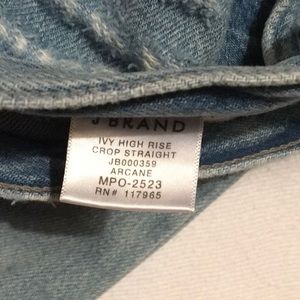 J BRAND
IVY HIGH RISE
CROP STRAIGHT
JB000359
ARCANE
MPO-2523
RN# 117965